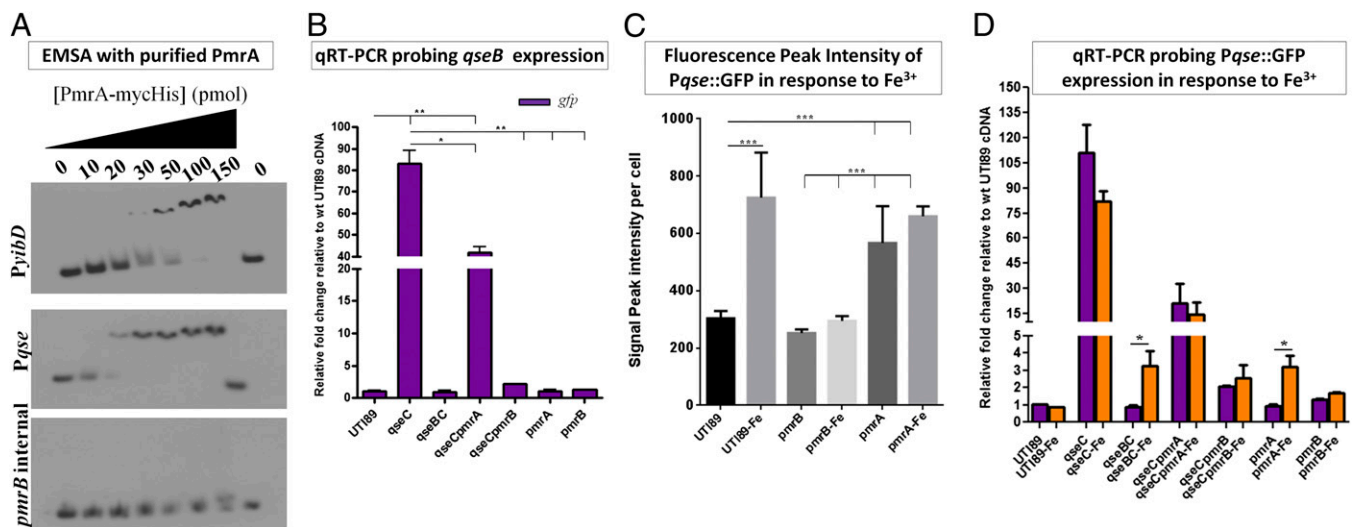 A
EMSA with purified PmrA
[PmrA-mycHis] (pmol)
0 10 20 30 50 100 150 0
PyibD
Pqse
pmrB internal
B
qRT-PCR probing qseB expression
gfp
Relative fold change relative to wt UTI89 cDNA
100
90
80
70
60
50
40
20
15
10
5
0
** 
**
*
UTI89
qseC
qseBC
qseCpmrA
qseCpmrB
pmrA
pmrB
C
Fluorescence Peak Intensity of
Pqse::GFP in response to Fe3+
Signal Peak intensity per cell
1000
800
600
400
200
0
***
***
***
UTI89
UTI89-Fe
pmrB
pmrB-Fe
pmrA
pmrA-Fe
D
qRT-PCR probing Pqse::GFP
expression in response to Fe3+
Relative fold change relative to wt UTI89 cDNA
150
135
120
105
90
75
60
45
30
15
4
3
2
1
0
*
*
UTI89
UTI89-Fe
qseC
qseC-Fe
qseBC
qseBC-Fe
qseCpmrA
qseCpmrA-Fe
qseCpmrB
qseCpmrB-Fe
pmrA
pmrA-Fe
pmrB
pmrB-Fe